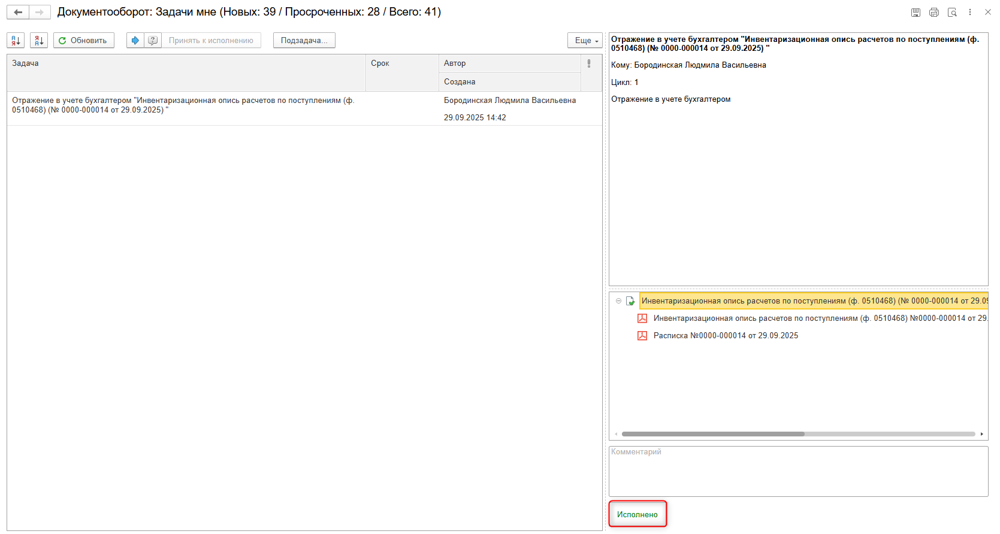 Документооборот: Задачи мне (Новых: 39 / Просроченных: 28 / Всего: 41)
Обновить
Принять к исполнению
Подзадача...
Еще
Задача
Срок
Автор
Создана
Отражение в учете бухгалтером "Инвентаризационная опись расчетов по поступлениям (ф.
0510468) (№ 0000-000014 от 29.09.2025) "
Бородинская Людмила Васильевна
29.09.2025 14:42
Отражение в учете бухгалтером "Инвентаризационная опись расчетов по поступлениям (ф.
0510468) (№ 0000-000014 от 29.09.2025) "
Кому: Бородинская Людмила Васильевна
Цикл: 1
Отражение в учете бухгалтером
Инвентаризационная опись расчетов по поступлениям (ф. 0510468) (№ 0000-000014 от 29.09
Инвентаризационная опись расчетов по поступлениям (ф. 0510468) №0000-000014 от 29.
Расписка №0000-000014 от 29.09.2025
Комментарий
Исполнено